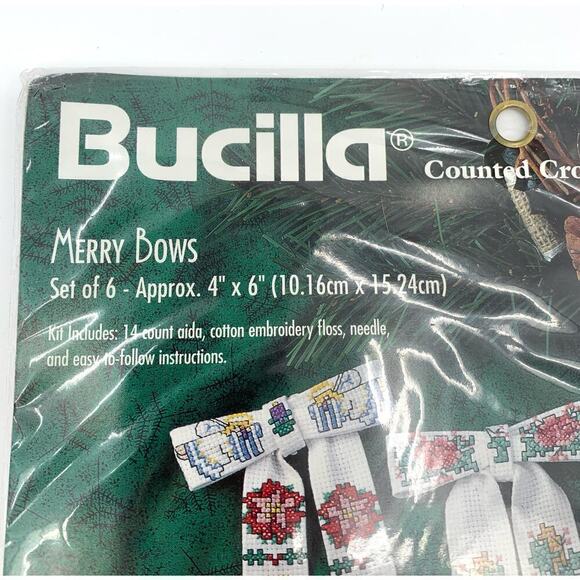 Bucilla®
Counted Cro
MERRY BOWS
Set of 6 - Approx. 4" x 6" (10.16cm x 15.24cm)
Kit Includes: 14 count aida, cotton embroidery floss, needle,
and easy-to-follow instructions.